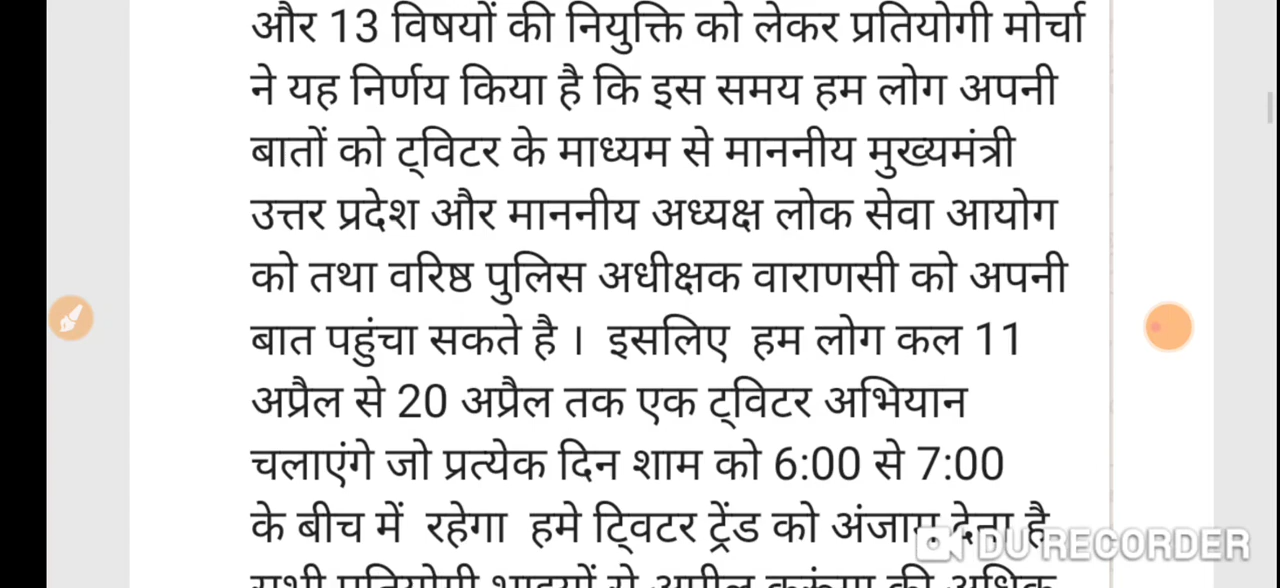 और 13 विषयों की नियुक्ति को लेकर प्रतियोगी मोर्चा
ने यह निर्णय किया है कि इस समय हम लोग अपनी
बातों को ट्विटर के माध्यम से माननीय मुख्यमंत्री
उत्तर प्रदेश और माननीय अध्यक्ष लोक सेवा आयोग
को तथा वरिष्ठ पुलिस अधीक्षक वाराणसी को अपनी
बात पहुंचा सकते है । इसलिए हम लोग कल 11
अप्रैल से 20 अप्रैल तक एक ट्विटर अभियान
चलाएंगे जो प्रत्येक दिन शाम को 6:00 से 7:00
के बीच में रहेगा हमे टि्वटर ट्रेंड को अंजाम देना है
DU RECORDER